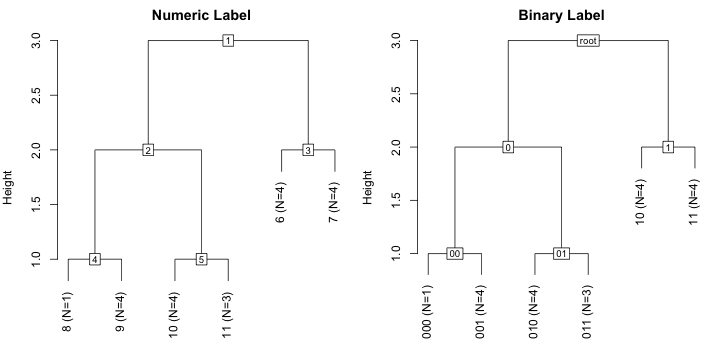 Numeric Label
Height
3.0
2.5
2.0
1.5
1.0
1
2
3
6 (N=4)
7 (N=4)
4
5
8 (N=1)
9 (N=4)
10 (N=4)
11 (N=3)
Binary Label
Height
3.0
2.5
2.0
1.5
1.0
root
0
1
10 (N=4)
11 (N=4)
00
01
000 (N=1)
001 (N=4)
010 (N=4)
011 (N=3)